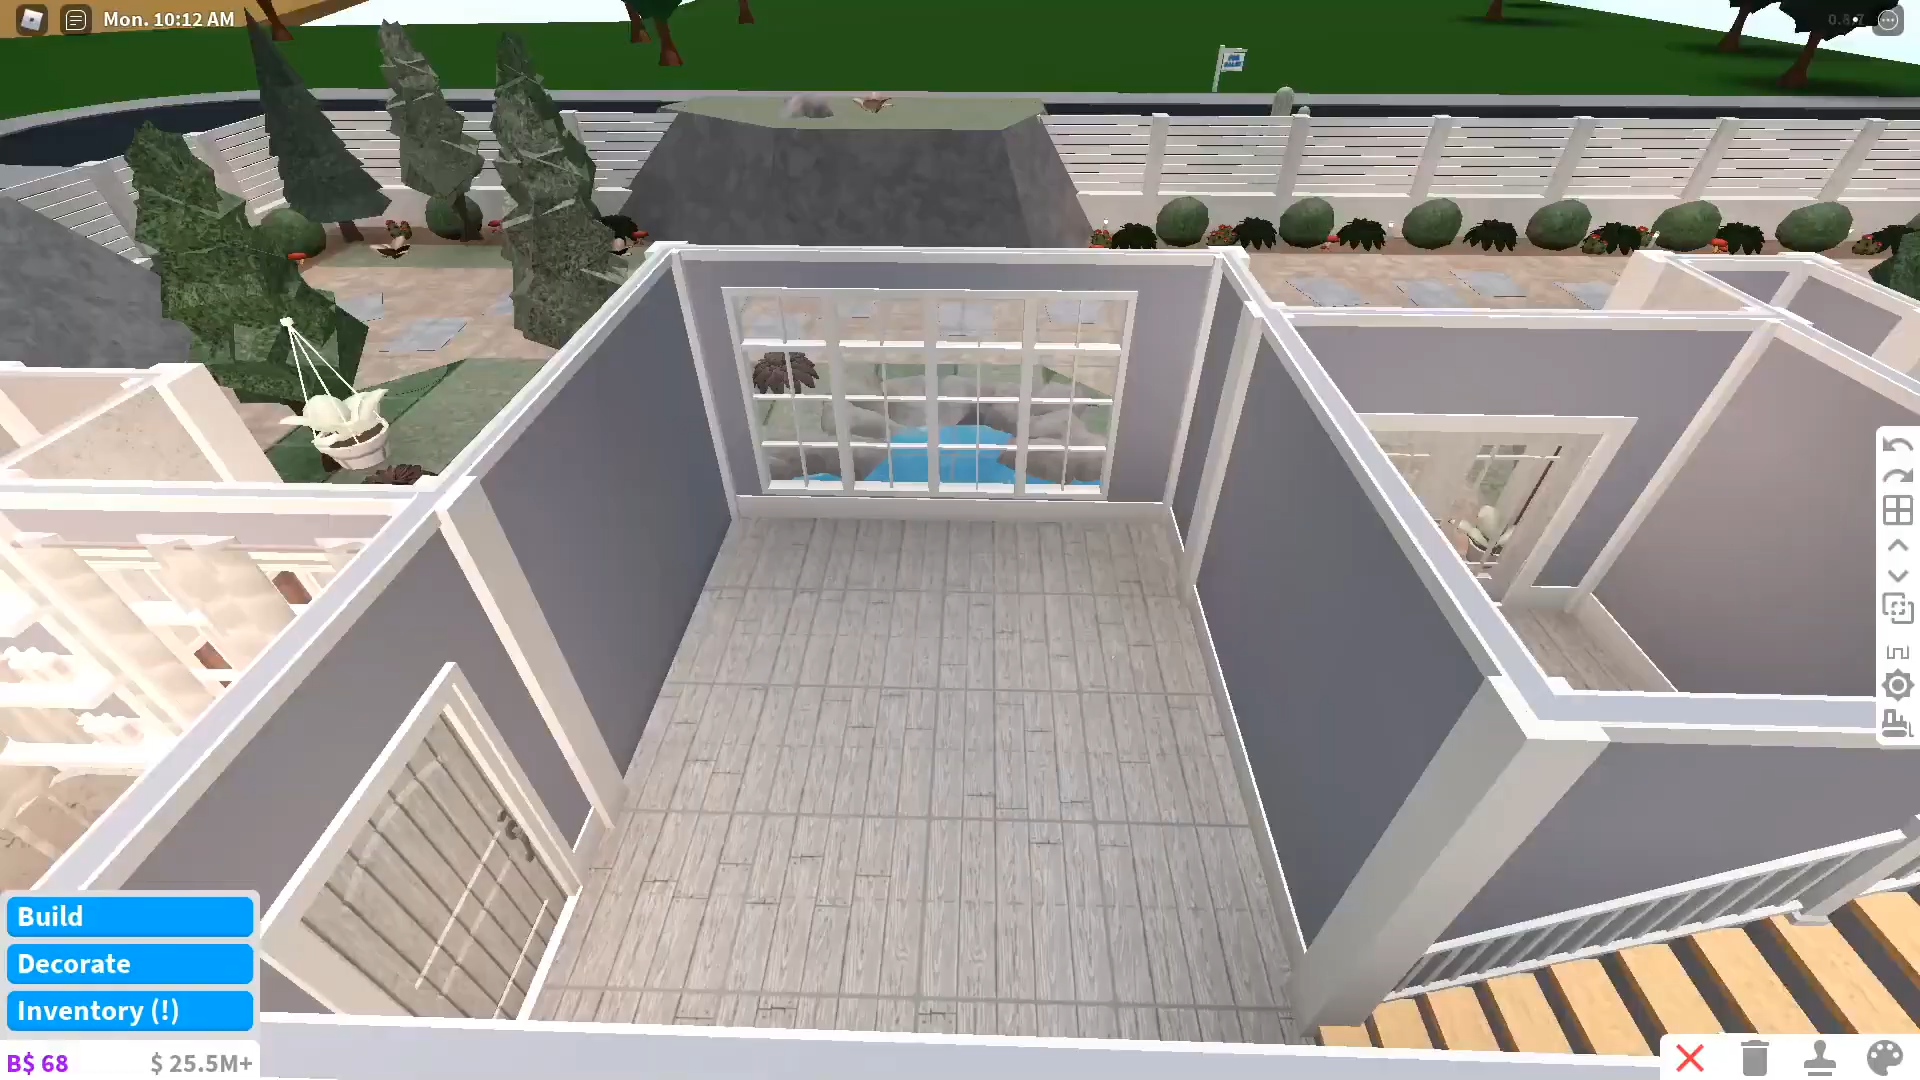 Mon. 10:12 AM
Build
Decorate
Inventory (!)
B$ 68
$ 25.5M+